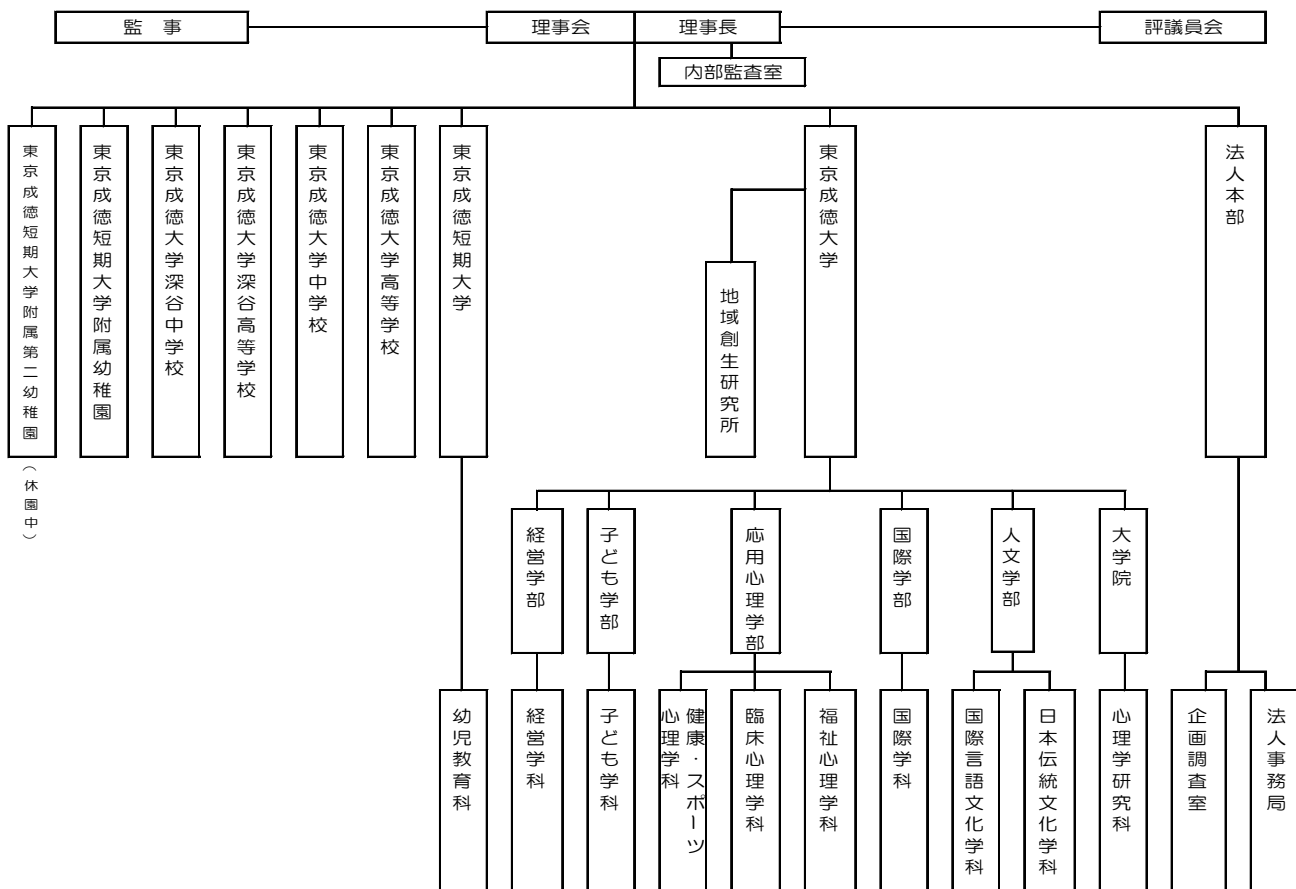 監　事
理事会
理事長
評議員会
内部監査室
東京成徳短期大学附属第二幼稚園
（休園中）
東京成徳短期大学附属幼稚園
東京成徳大学深谷中学校
東京成徳大学深谷高等学校
東京成徳大学中学校
東京成徳大学高等学校
東京成徳短期大学
東京成徳大学
法人本部
地域創生研究所
経営学部
子ども学部
応用心理学部
国際学部
人文学部
大学院
幼児教育科
経営学科
子ども学科
健康・スポーツ
心理学科
臨床心理学科
福祉心理学科
国際学科
国際言語文化学科
日本伝統文化学科
心理学研究科
企画調査室
法人事務局